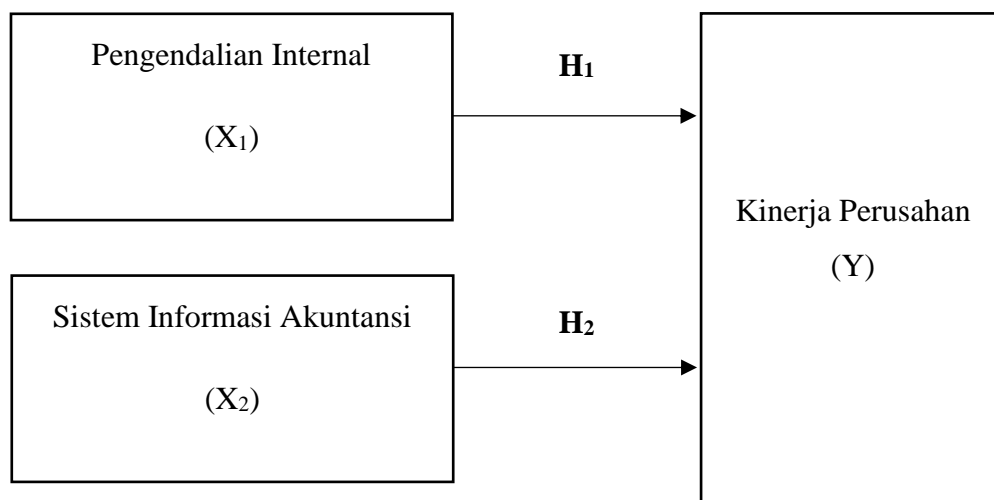 Pengendalian Internal
(X₁)
H₁
Kinerja Perusahan
(Y)
Sistem Informasi Akuntansi
(X₂)
H₂